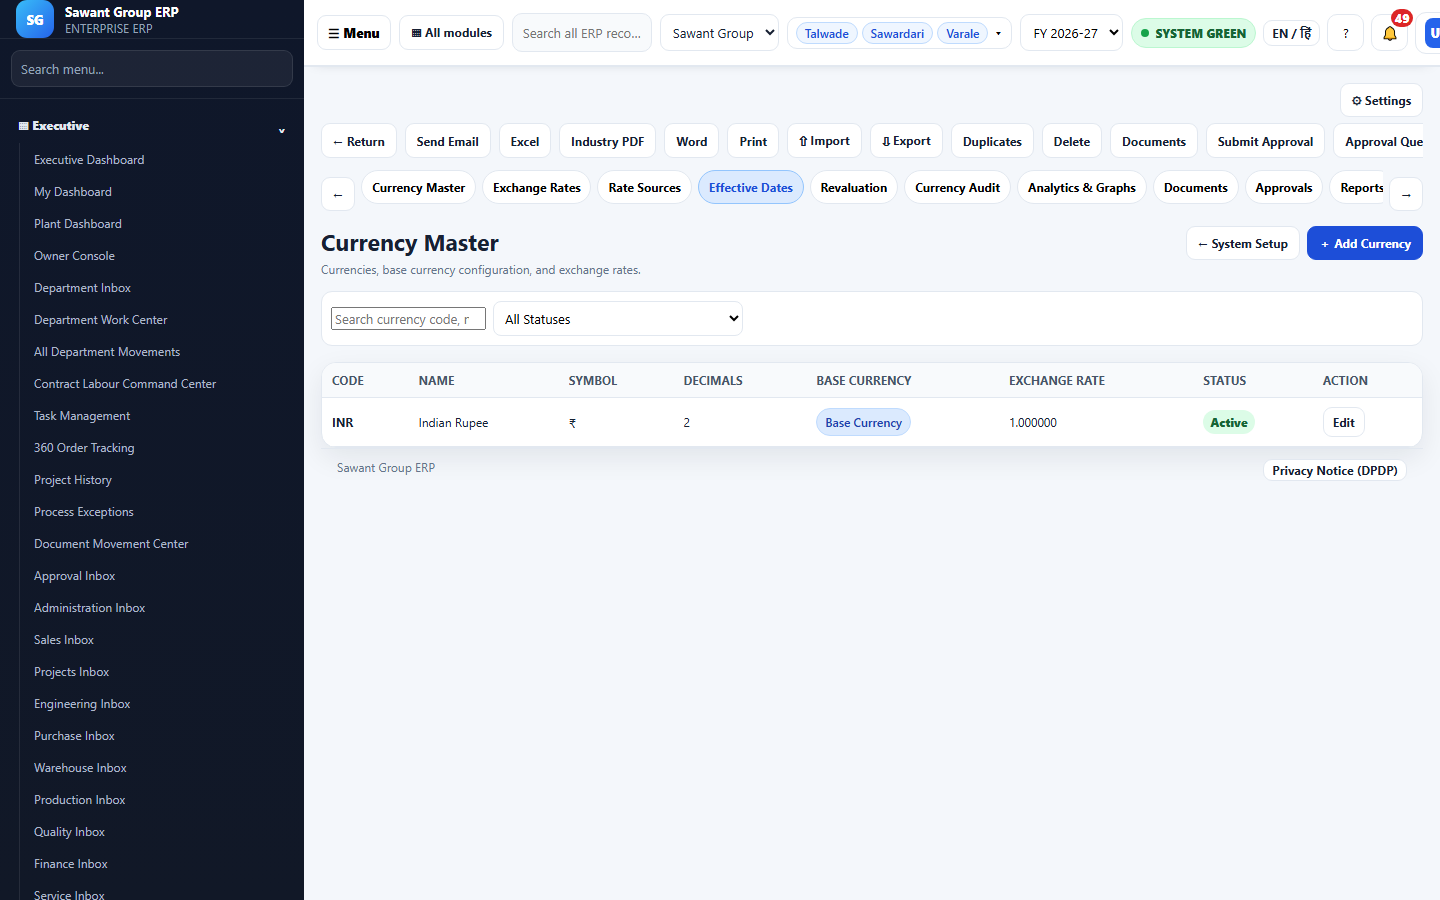 SG
Sawant Group ERP
ENTERPRISE ERP
Search menu...
Executive
Executive Dashboard
My Dashboard
Plant Dashboard
Owner Console
Department Inbox
Department Work Center
All Department Movements
Contract Labour Command Center
Task Management
360 Order Tracking
Project History
Process Exceptions
Document Movement Center
Approval Inbox
Administration Inbox
Sales Inbox
Projects Inbox
Engineering Inbox
Purchase Inbox
Warehouse Inbox
Production Inbox
Quality Inbox
Finance Inbox
Service Inbox
☰ Menu
All modules
Search all ERP reco...
Sawant Group
Talwade Sawardari Varale
FY 2026-27
SYSTEM GREEN
EN / हिं
?
49
U
⚙ Settings
← Return
Send Email
Excel
Industry PDF
Word
Print
⇧ Import
⇩ Export
Duplicates
Delete
Documents
Submit Approval
Approval Que
←
Currency Master
Exchange Rates
Rate Sources
Effective Dates
Revaluation
Currency Audit
Analytics & Graphs
Documents
Approvals
Reports
→
Currency Master
Currencies, base currency configuration, and exchange rates.
← System Setup
+ Add Currency
Search currency code, r
All Statuses
CODE NAME SYMBOL DECIMALS BASE CURRENCY EXCHANGE RATE STATUS ACTION
INR Indian Rupee ₹ 2 Base Currency 1.000000 Active Edit
Sawant Group ERP
Privacy Notice (DPDP)